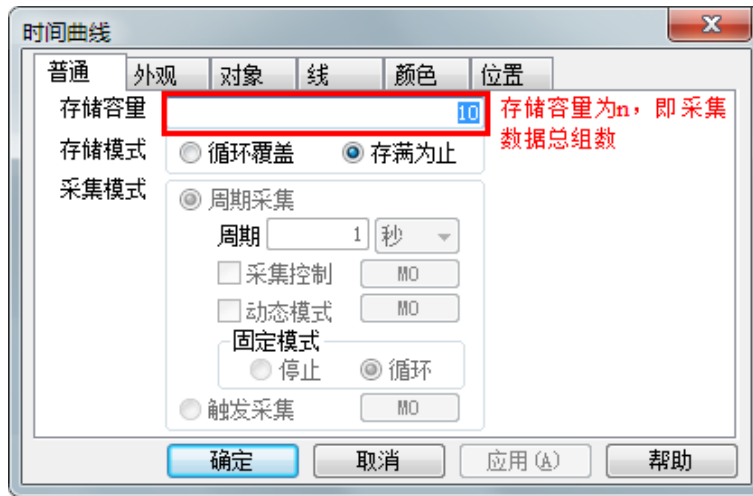 时间曲线
普通 外观 对象 线 颜色 位置
存储容量 10 存储容量为n，即采集
数据总组数
存储模式 循环覆盖 存满为止
采集模式 周期采集
周期 1 秒
采集控制 M0
动态模式 M0
固定模式
停止 循环
触发采集 M0
确定 取消 应用(A) 帮助